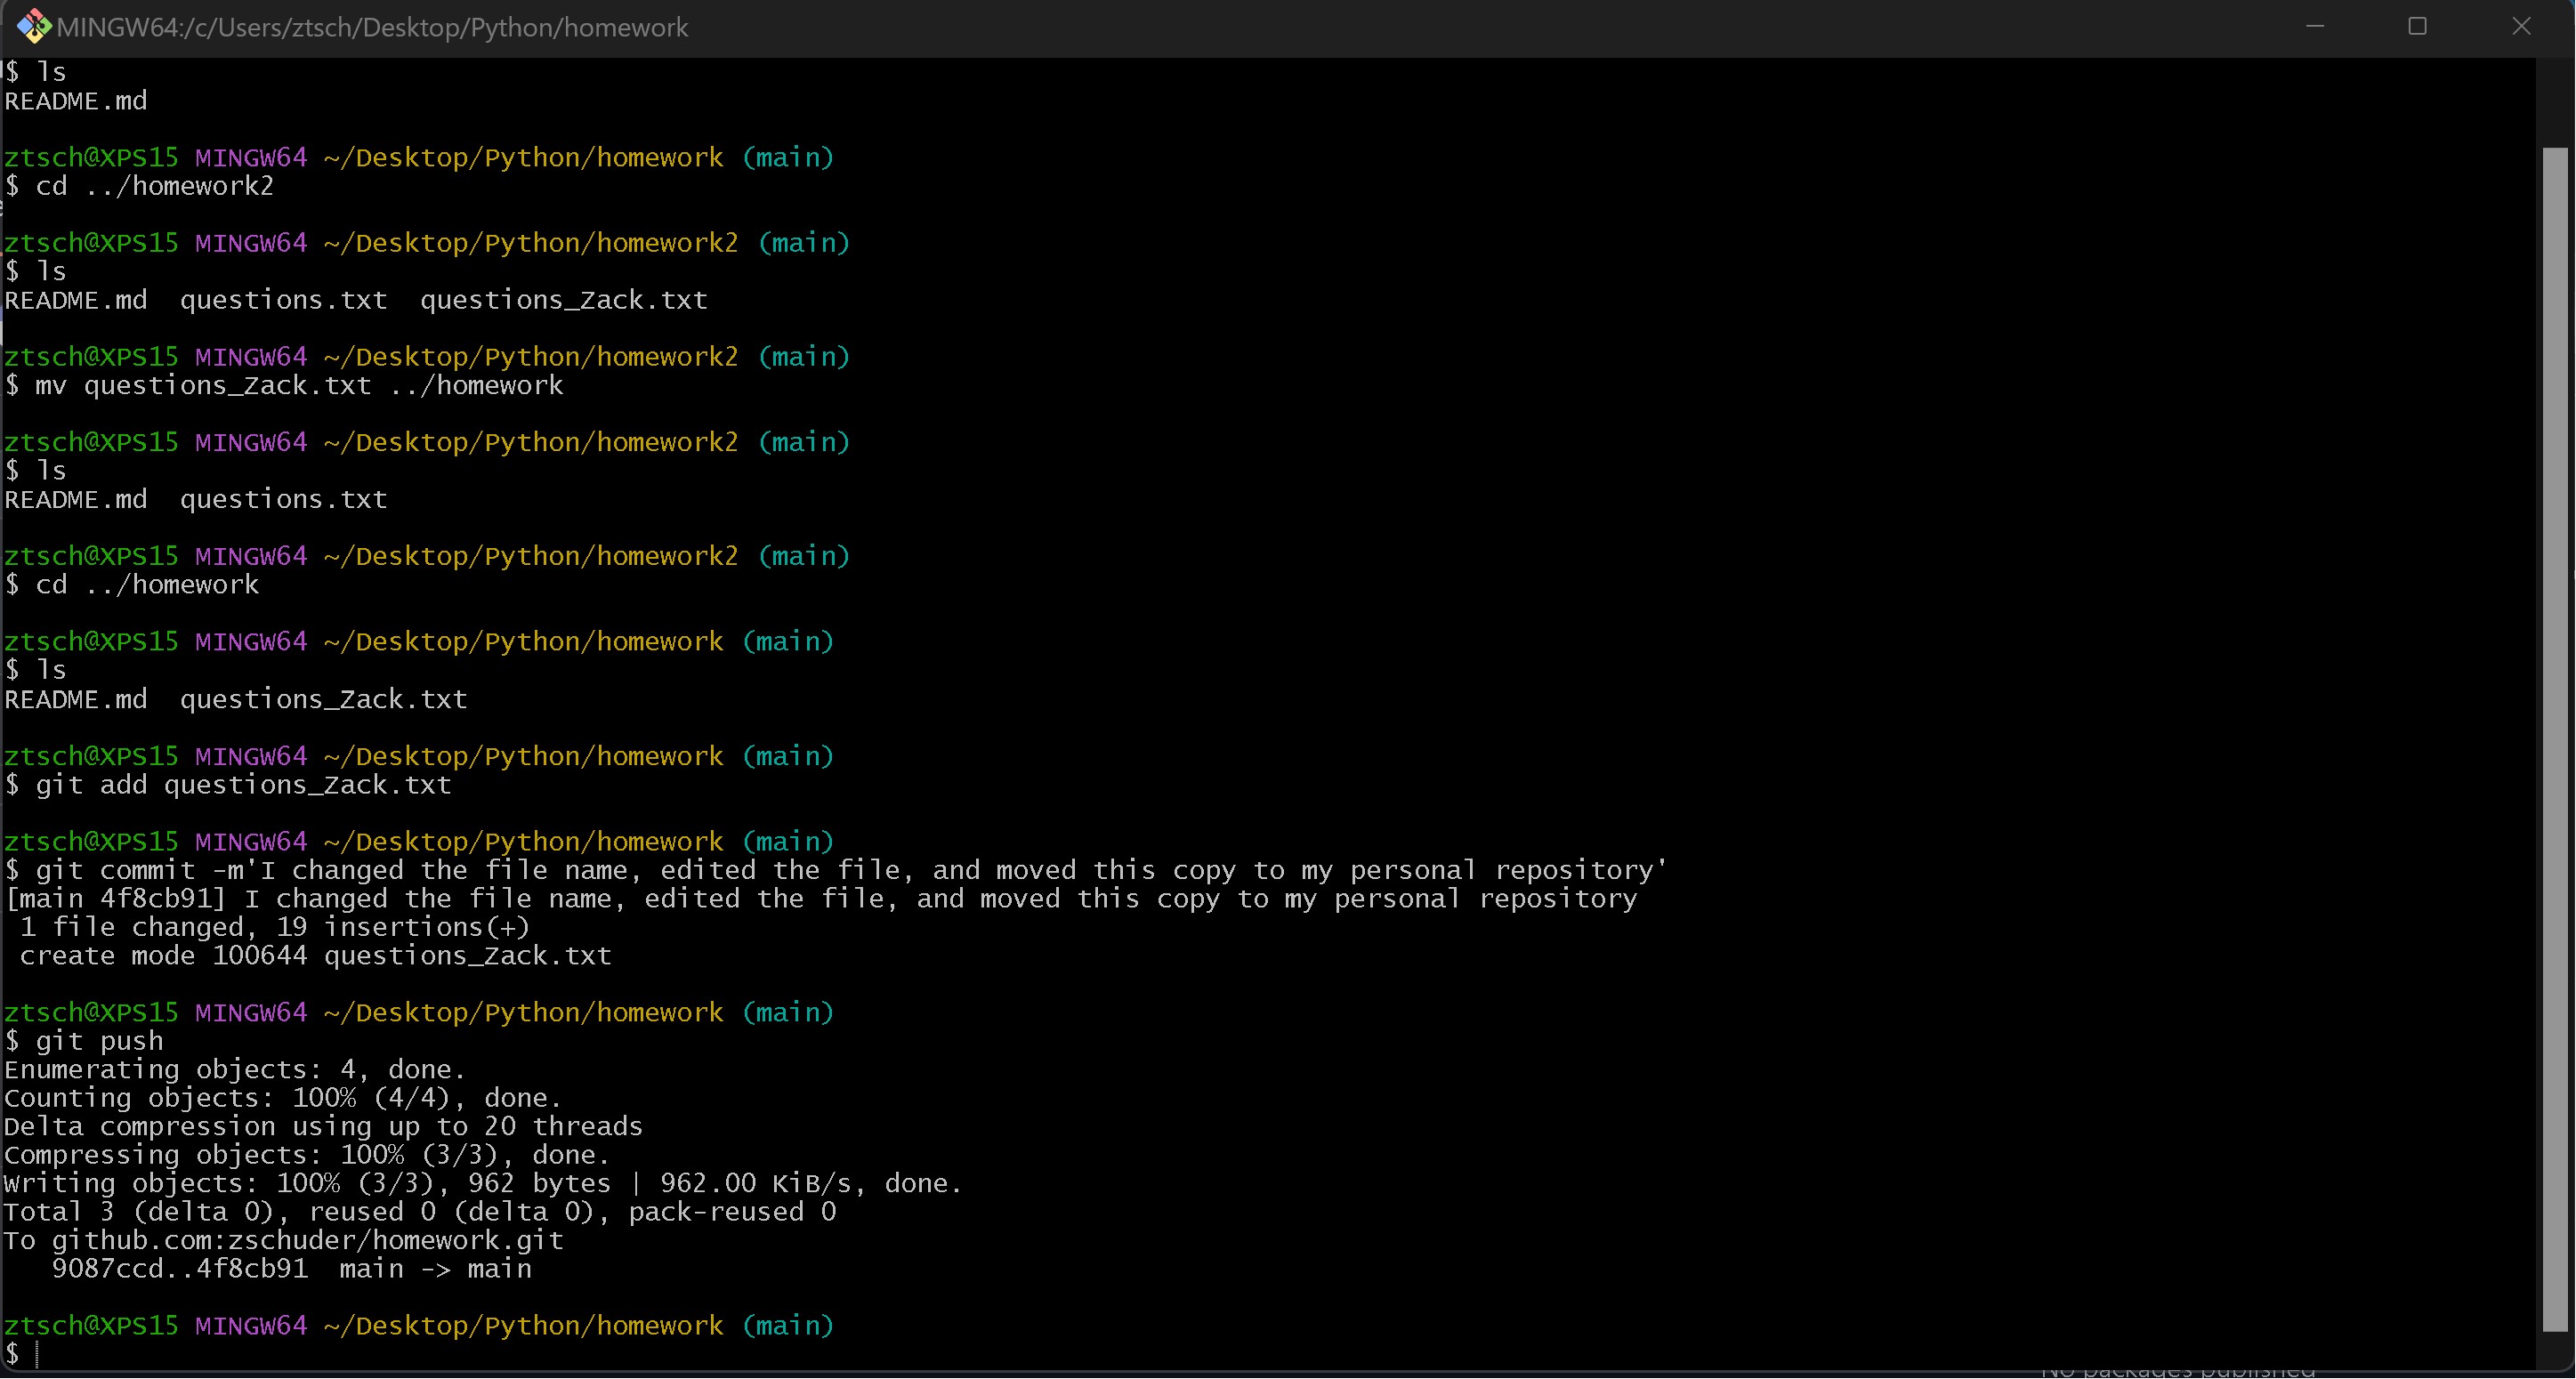 MINGW64:/c/Users/ztsch/Desktop/Python/homework
$ ls
README.md
ztsch@XPS15 MINGW64 ~/Desktop/Python/homework (main)
$ cd ../homework2
ztsch@XPS15 MINGW64 ~/Desktop/Python/homework2 (main)
$ ls
README.md  questions.txt  questions_Zack.txt
ztsch@XPS15 MINGW64 ~/Desktop/Python/homework2 (main)
$ mv questions_Zack.txt ../homework
ztsch@XPS15 MINGW64 ~/Desktop/Python/homework2 (main)
$ ls
README.md  questions.txt
ztsch@XPS15 MINGW64 ~/Desktop/Python/homework2 (main)
$ cd ../homework
ztsch@XPS15 MINGW64 ~/Desktop/Python/homework (main)
$ ls
README.md  questions_Zack.txt
ztsch@XPS15 MINGW64 ~/Desktop/Python/homework (main)
$ git add questions_Zack.txt
ztsch@XPS15 MINGW64 ~/Desktop/Python/homework (main)
$ git commit -m'I changed the file name, edited the file, and moved this copy to my personal repository'
[main 4f8cb91] I changed the file name, edited the file, and moved this copy to my personal repository
 1 file changed, 19 insertions(+)
 create mode 100644 questions_Zack.txt
ztsch@XPS15 MINGW64 ~/Desktop/Python/homework (main)
$ git push
Enumerating objects: 4, done.
Counting objects: 100% (4/4), done.
Delta compression using up to 20 threads
Compressing objects: 100% (3/3), done.
Writing objects: 100% (3/3), 962 bytes | 962.00 KiB/s, done.
Total 3 (delta 0), reused 0 (delta 0), pack-reused 0
To github.com:zschuder/homework.git
   9087ccd..4f8cb91  main -> main
ztsch@XPS15 MINGW64 ~/Desktop/Python/homework (main)
$
No packages published